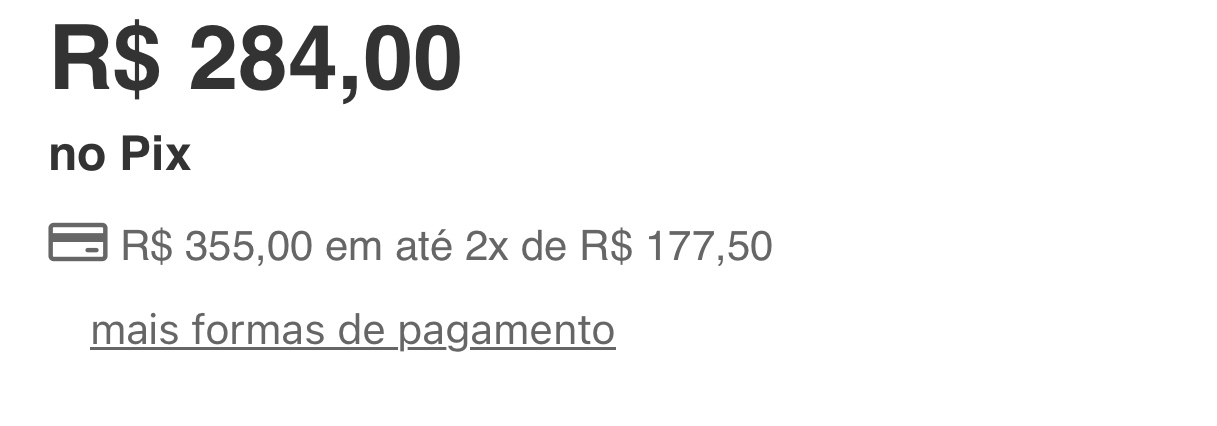 R$ 284,00
no Pix
R$ 355,00 em até 2x de R$ 177,50
mais formas de pagamento